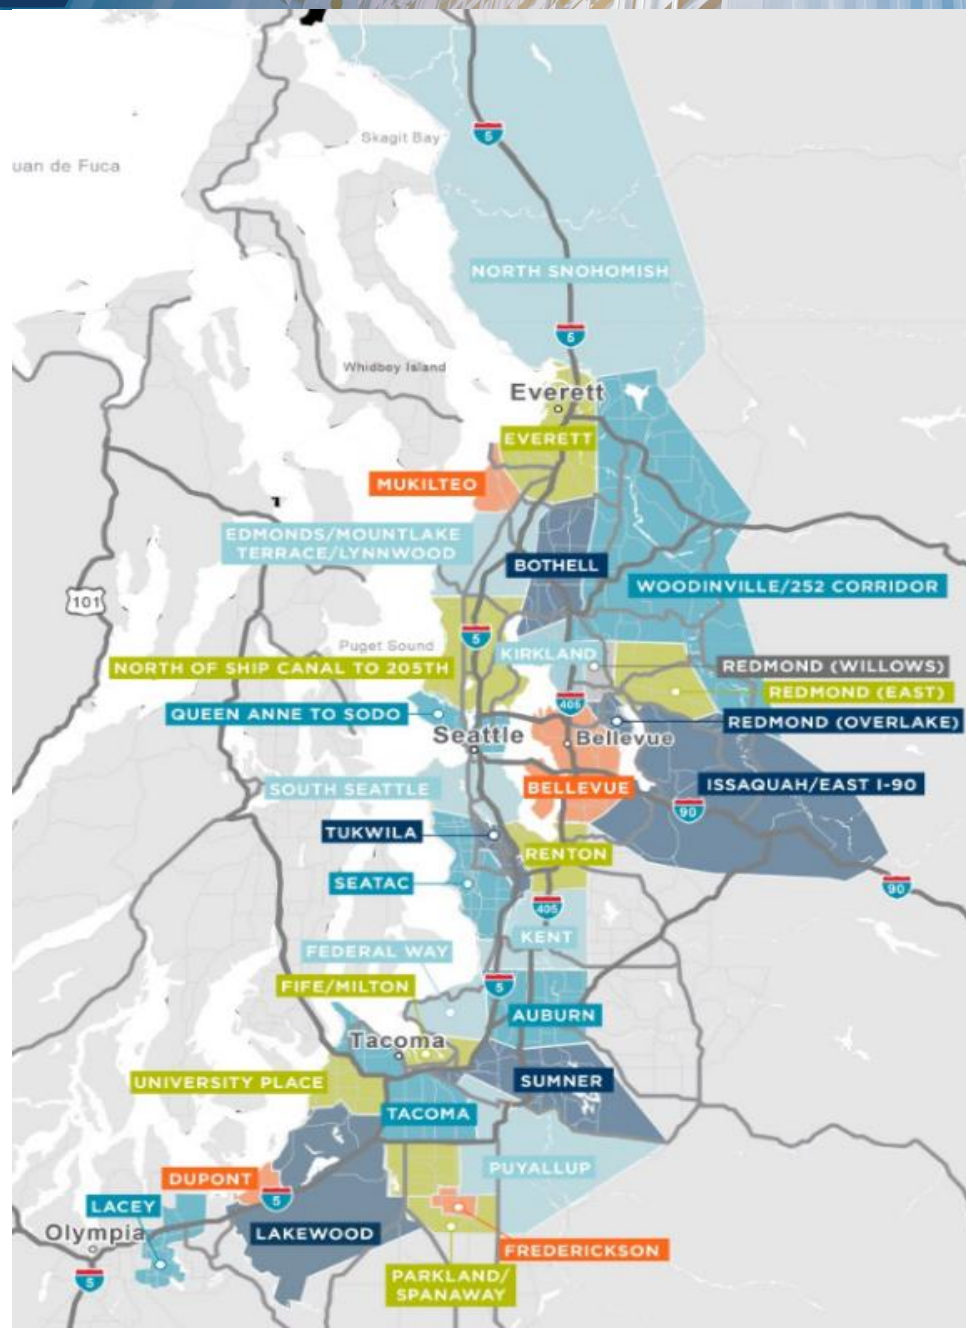 5
Skagit Bay
uan de Fuca
NORTH SNOHOMISH
5
Whidbey Island
Everett
EVERETT
MUKILTEO
EDMONDS/MOUNTLAKE
TERRACE/LYNNWOOD
BOTHELL
WOODINVILLE/252 CORRIDOR
101
5
Puget Sound
KIRKLAND
NORTH OF SHIP CANAL TO 205TH
REDMOND (WILLOWS)
REDMOND (EAST)
405
QUEEN ANNE TO SODO
REDMOND (OVERLAKE)
Seattle
Bellevue
SOUTH SEATTLE
BELLEVUE
ISSAQUAH/EAST I-90
90
TUKWILA
RENTON
SEATAC
90
405
KENT
FEDERAL WAY
FIFE/MILTON
5
AUBURN
Tacoma
UNIVERSITY PLACE
SUMNER
TACOMA
PUYALLUP
DUPONT
5
LACEY
Olympia
LAKEWOOD
FREDERICKSON
5
PARKLAND/
SPANAWAY